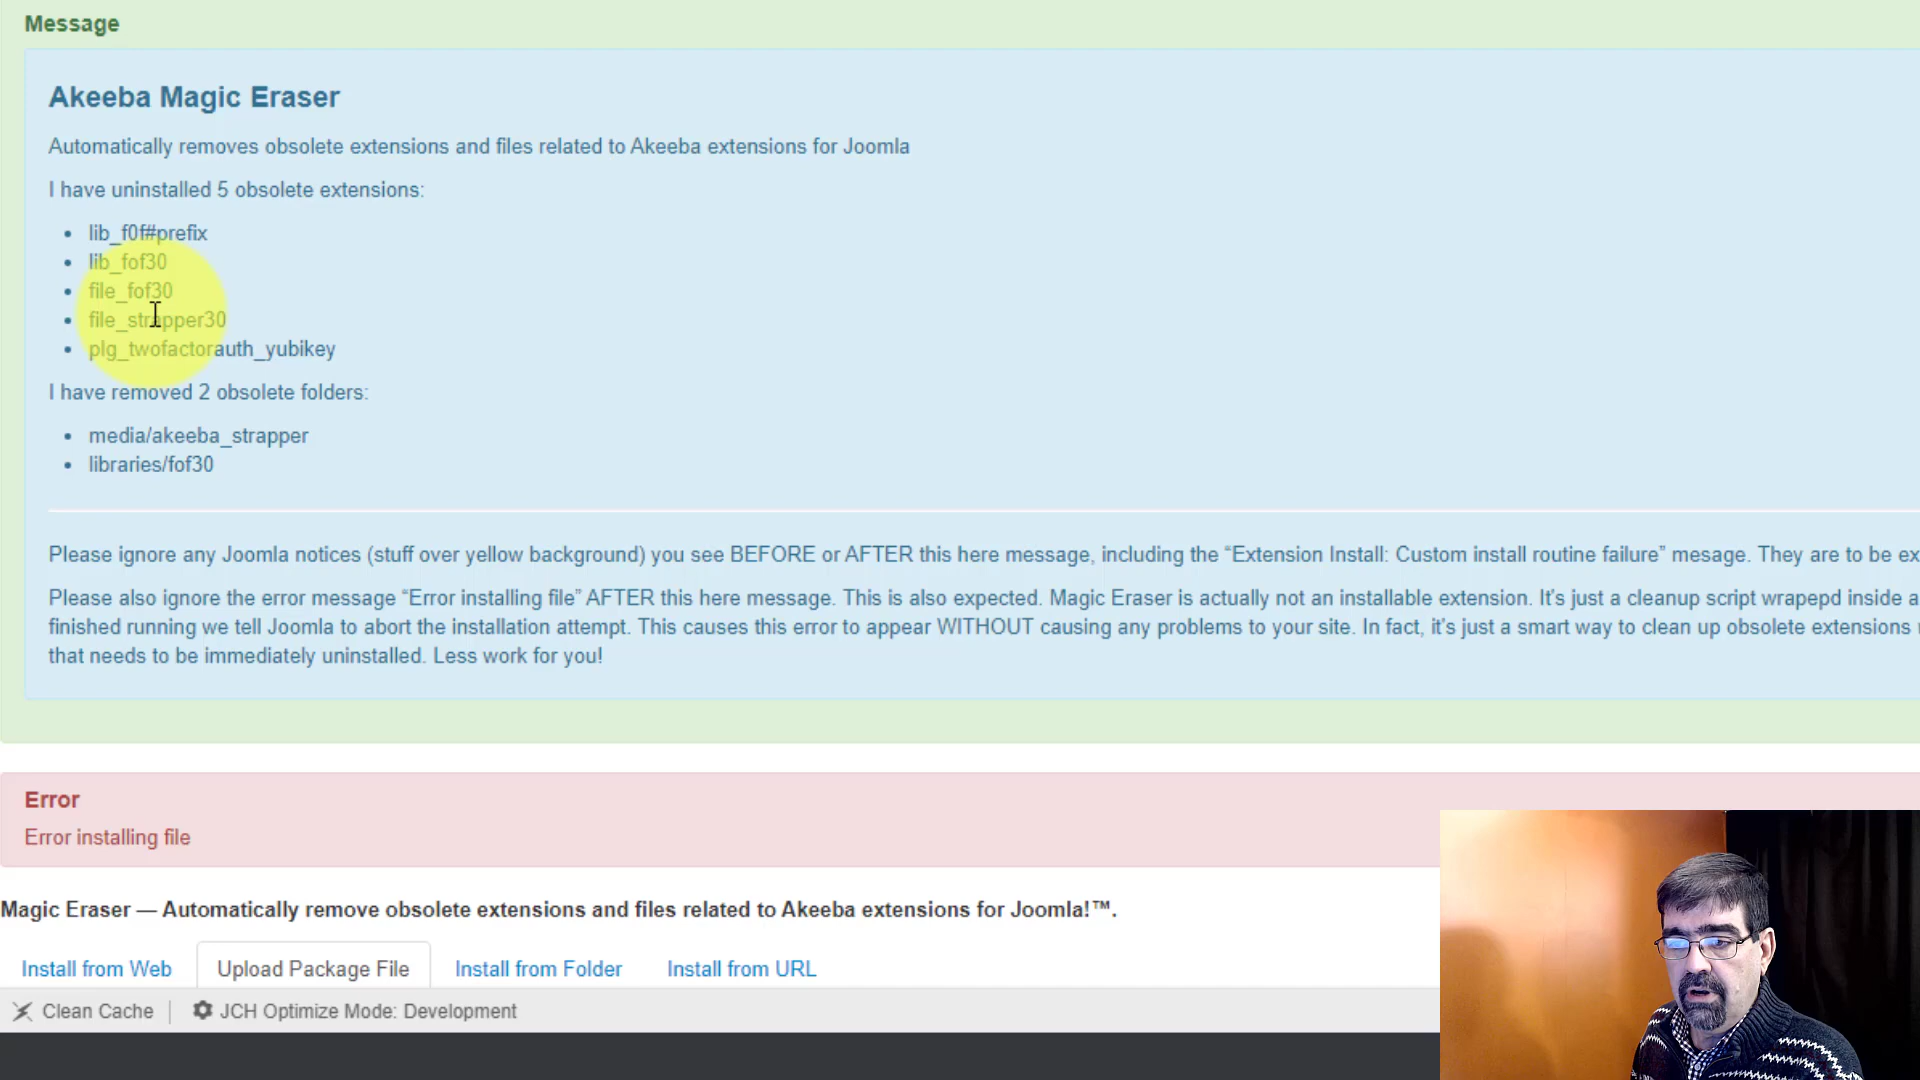 Message
Akeeba Magic Eraser
Automatically removes obsolete extensions and files related to Akeeba extensions for Joomla
I have uninstalled 5 obsolete extensions:
lib_f0f#prefix
lib_fof30
file_fof30
file_strapper30
plg_twofactorauth_yubikey
I have removed 2 obsolete folders:
media/akeeba_strapper
libraries/fof30
Please ignore any Joomla notices (stuff over yellow background) you see BEFORE or AFTER this here message, including the “Extension Install: Custom install routine failure” mesage. They are to be ex
Please also ignore the error message “Error installing file” AFTER this here message. This is also expected. Magic Eraser is actually not an installable extension. It's just a cleanup script wrapepd inside a
finished running we tell Joomla to abort the installation attempt. This causes this error to appear WITHOUT causing any problems to your site. In fact, it's just a smart way to clean up obsolete extensions
that needs to be immediately uninstalled. Less work for you!
Error
Error installing file
Magic Eraser — Automatically remove obsolete extensions and files related to Akeeba extensions for Joomla!™.
Install from Web
Upload Package File
Install from Folder
Install from URL
Clean Cache
JCH Optimize Mode: Development